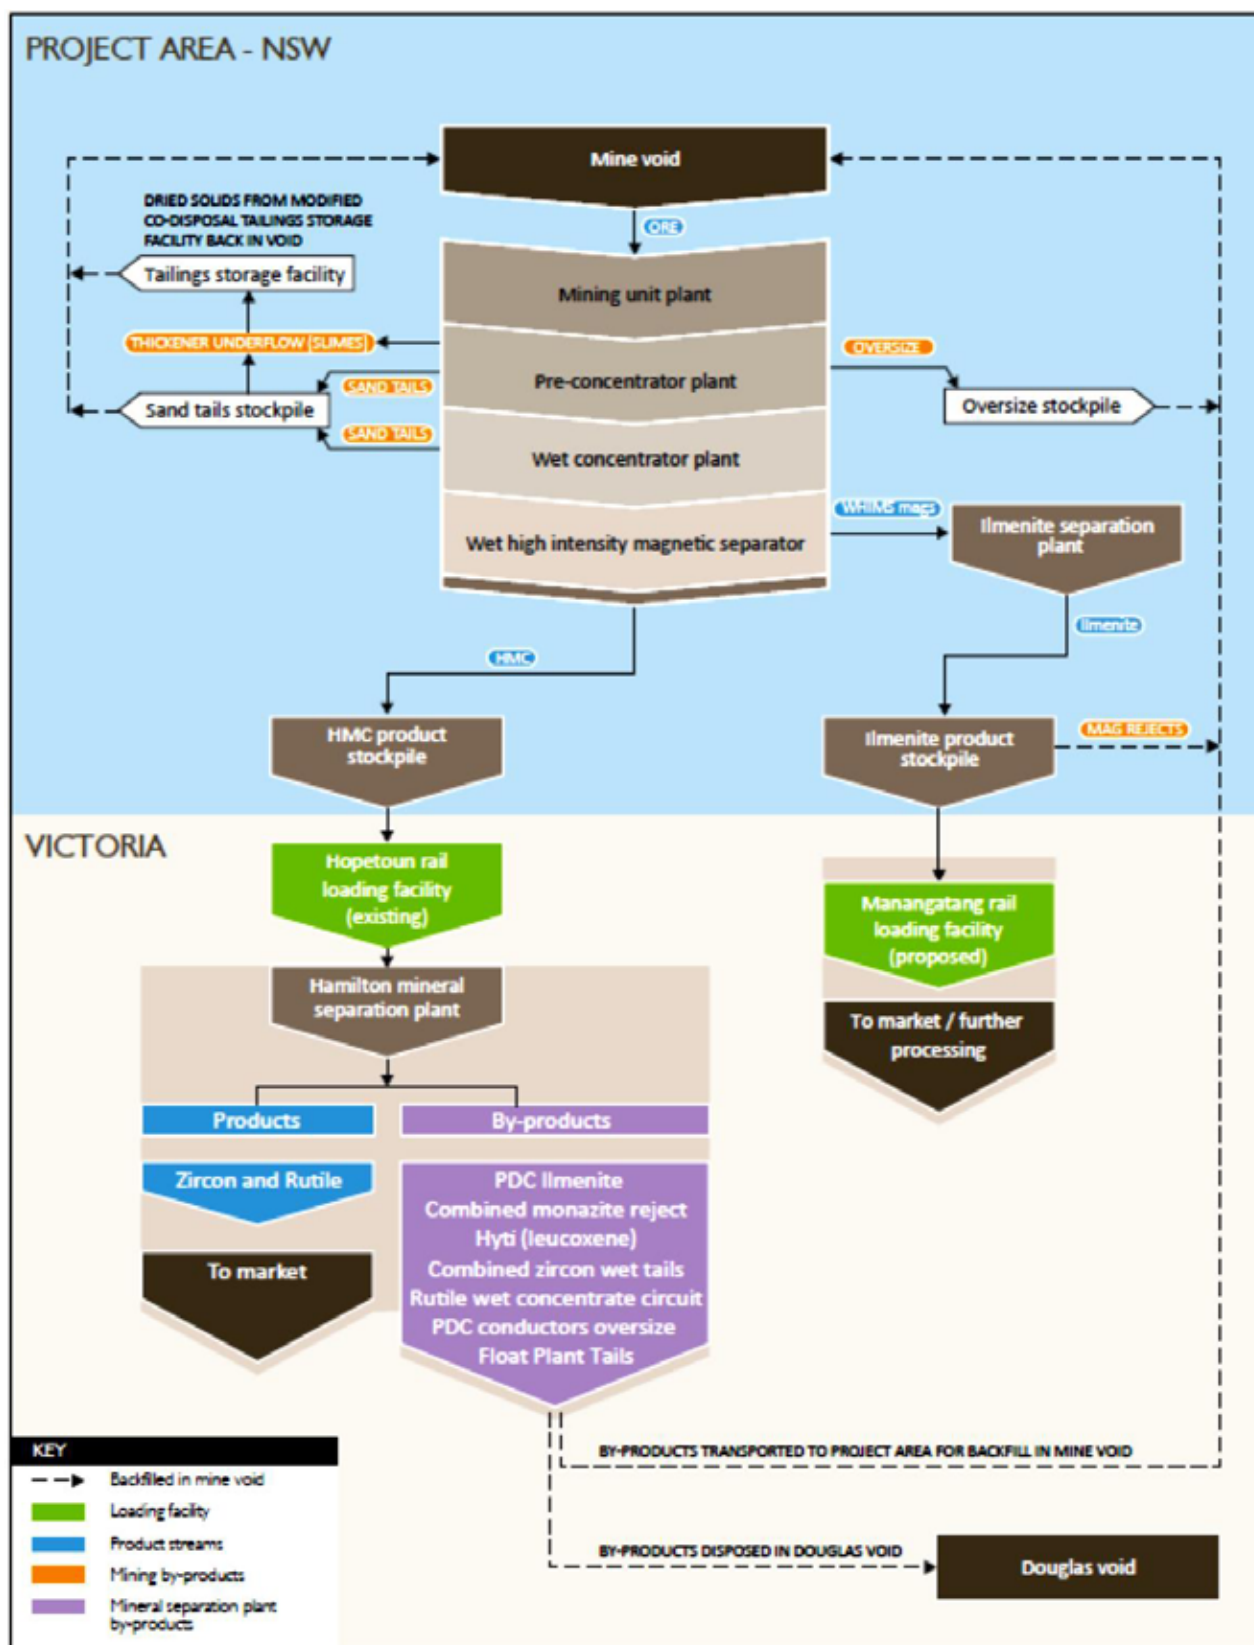 PROJECT AREA - NSW
Mine void
DRIED SOLIDS FROM MODIFIED
CO-DISPOSAL TAILINGS STORAGE
FACILITY BACK IN VOID
ORE
Tailings storage facility
Mining unit plant
THICKENER UNDERFLOW (SLIMES)
OVERSIZE
SAND TAILS
Pre-concentrator plant
Sand tails stockpile
Oversize stockpile
SAND TAILS
Wet concentrator plant
WHIMS mags
Ilmenite separation
plant
Wet high intensity magnetic separator
Ilmenite
HMC
HMC product
stockpile
Ilmenite product
stockpile
MAG REJECTS
VICTORIA
Hopetoun rail
loading facility
(existing)
Manangatang rail
loading facility
(proposed)
Hamilton mineral
separation plant
To market / further
processing
Products
By-products
Zircon and Rutile
PDC Ilmenite
Combined monazite reject
Hyti (leucoxene)
Combined zircon wet tails
Rutile wet concentrate circuit
PDC conductors oversize
Float Plant Tails
To market
BY-PRODUCTS TRANSPORTED TO PROJECT AREA FOR BACKFILL IN MINE VOID
BY-PRODUCTS DISPOSED IN DOUGLAS VOID
Douglas void
KEY
Backfilled in mine void
Loading facility
Product streams
Mining by-products
Mineral separation plant
by-products